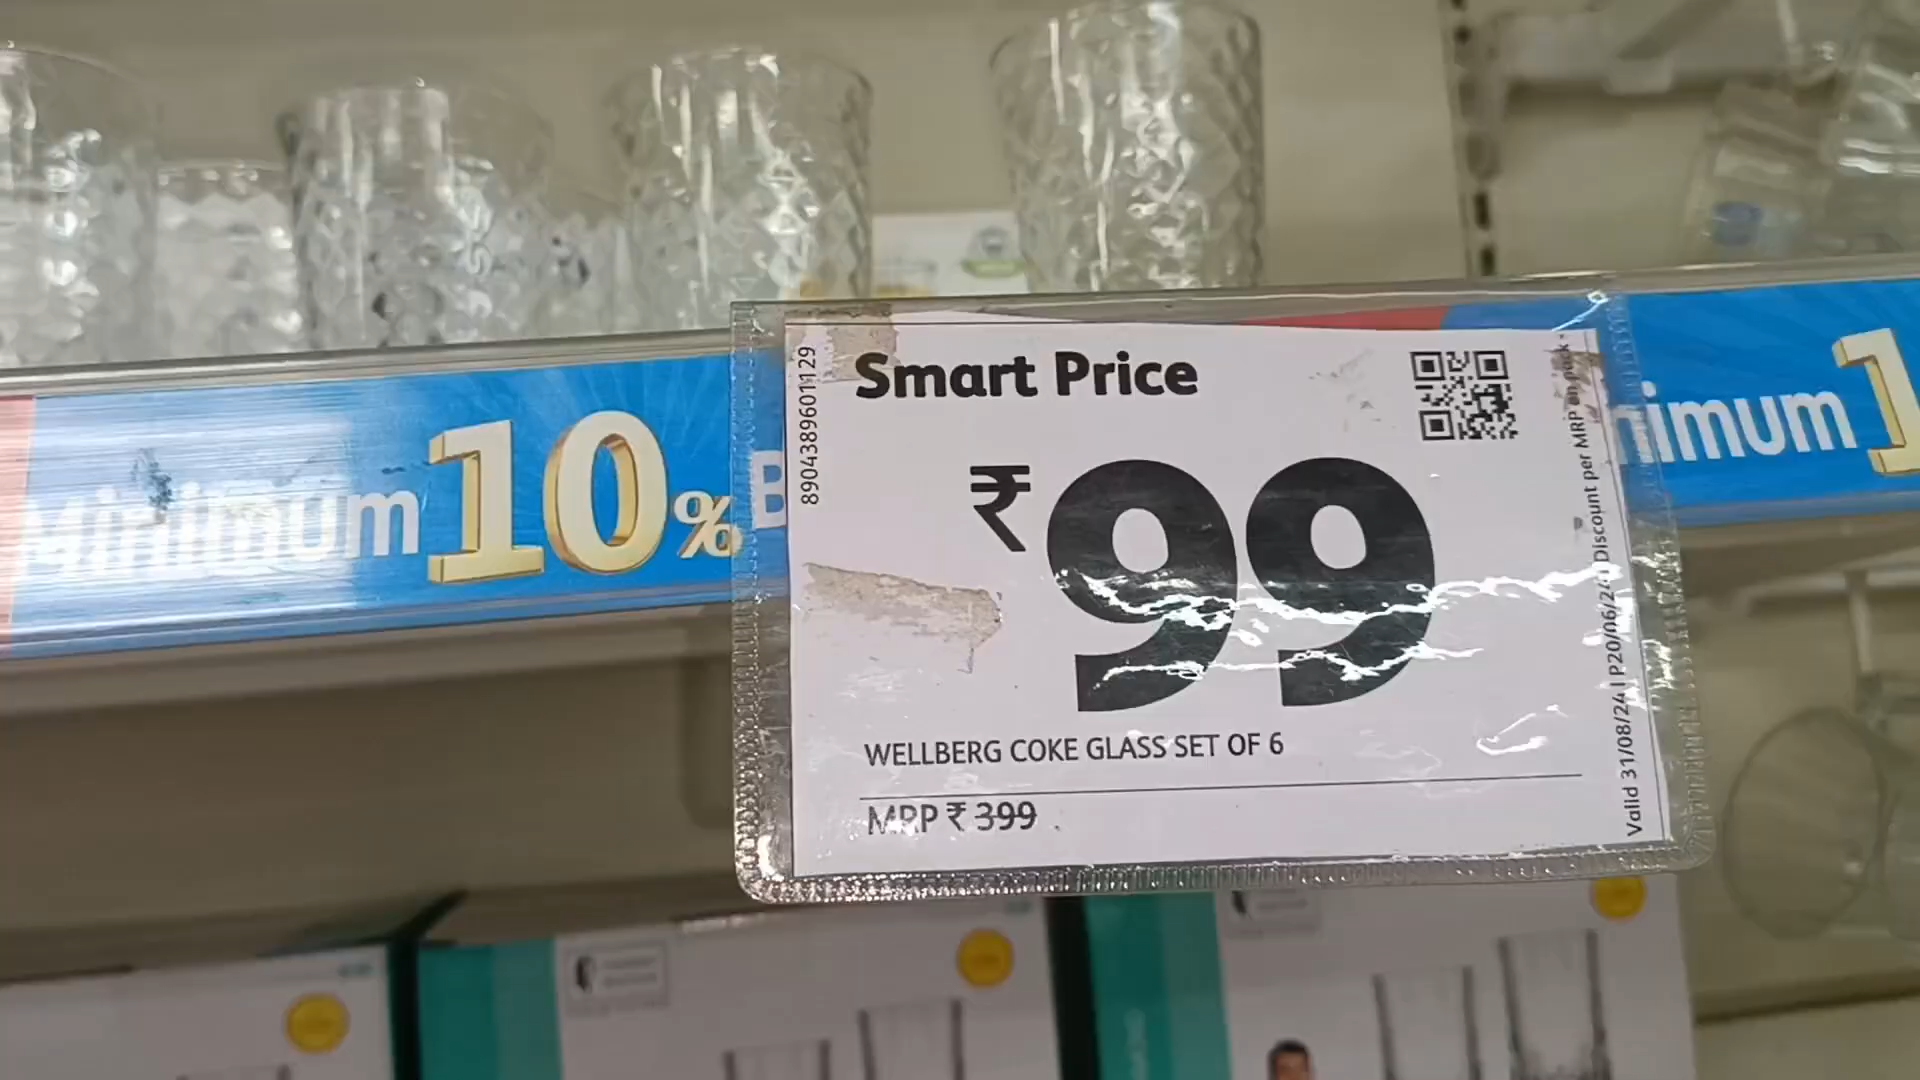 Minimum 10%
8904389601129
Smart Price
₹99
WELLBERG COKE GLASS SET OF 6
MRP ₹ 399
Valid 31/08/24 | P20/06/24 | Discount per MRP on pack
nimum 1